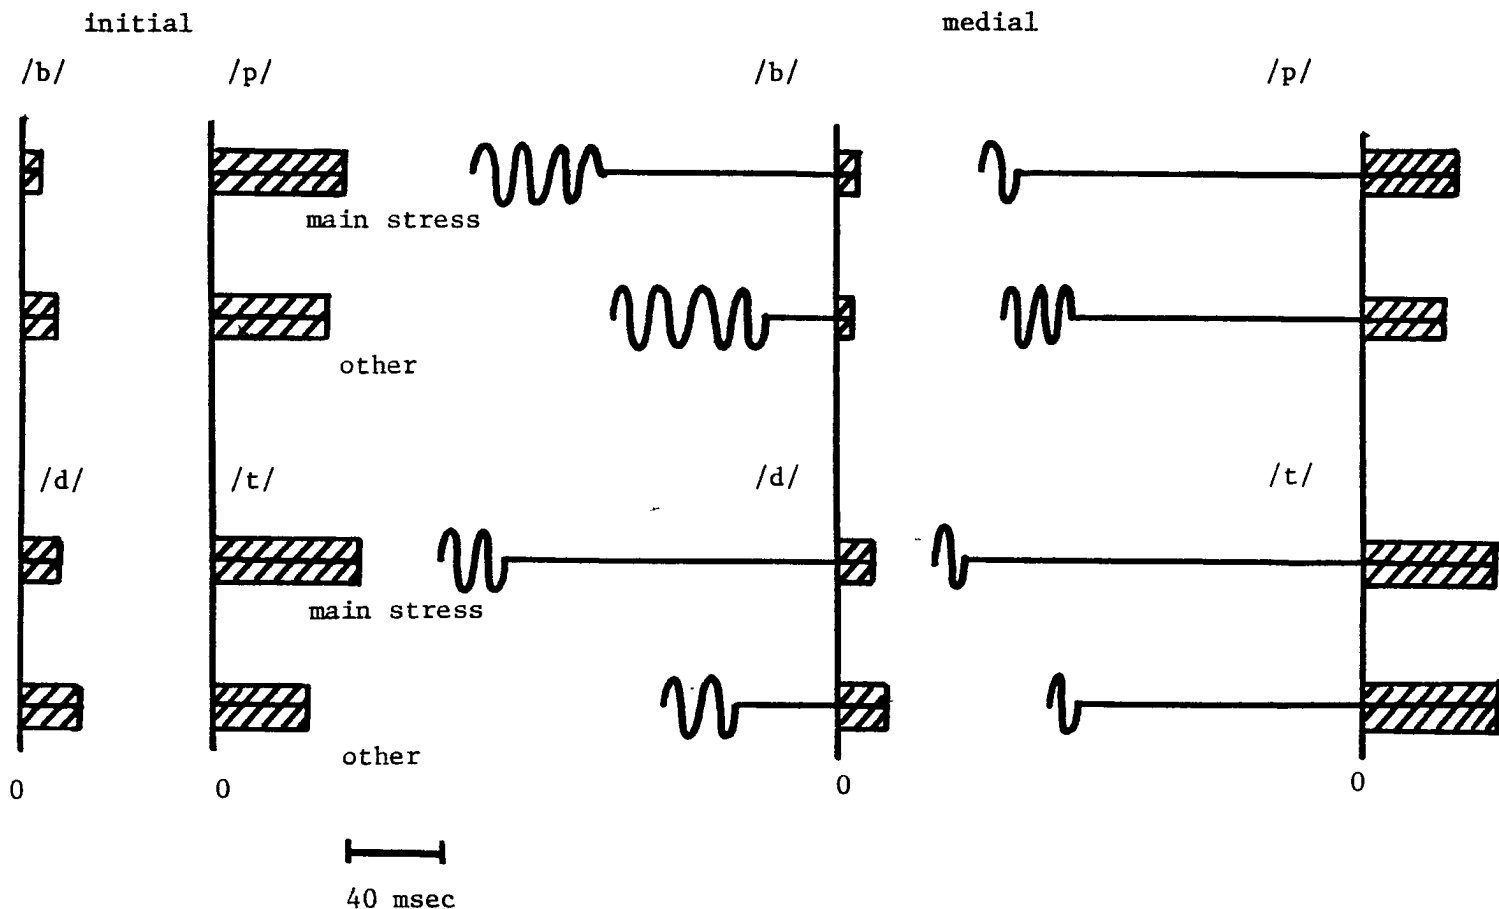 initial medial
/b/ /p/ /b/ /p/
main stress
other
/d/ /t/ /d/ /t/
main stress
other
0 0 0 0
40 msec